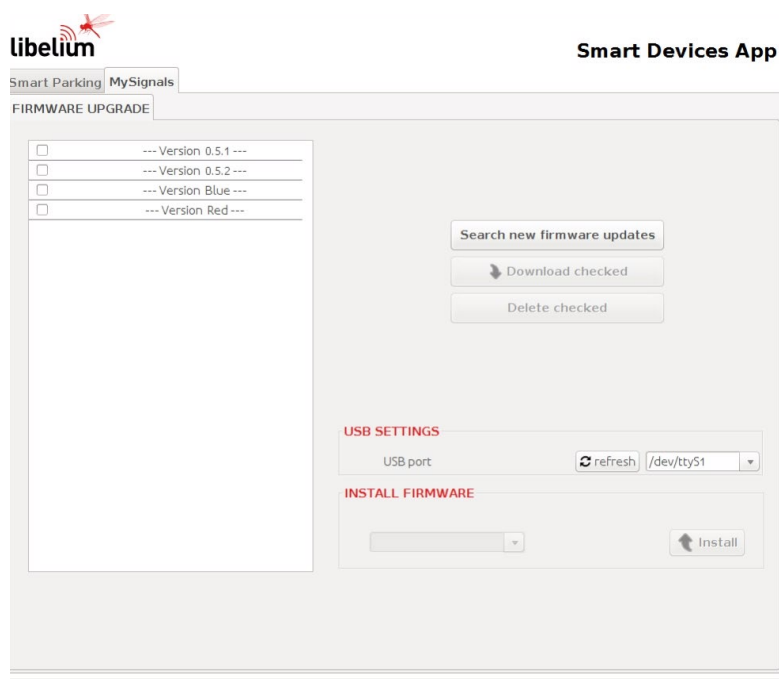 libelium
Smart Devices App
Smart Parking MySignals
FIRMWARE UPGRADE
--- Version 0.5.1 ---
--- Version 0.5.2 ---
--- Version Blue ---
--- Version Red ---
Search new firmware updates
Download checked
Delete checked
USB SETTINGS
USB port refresh /dev/ttyS1
INSTALL FIRMWARE
Install